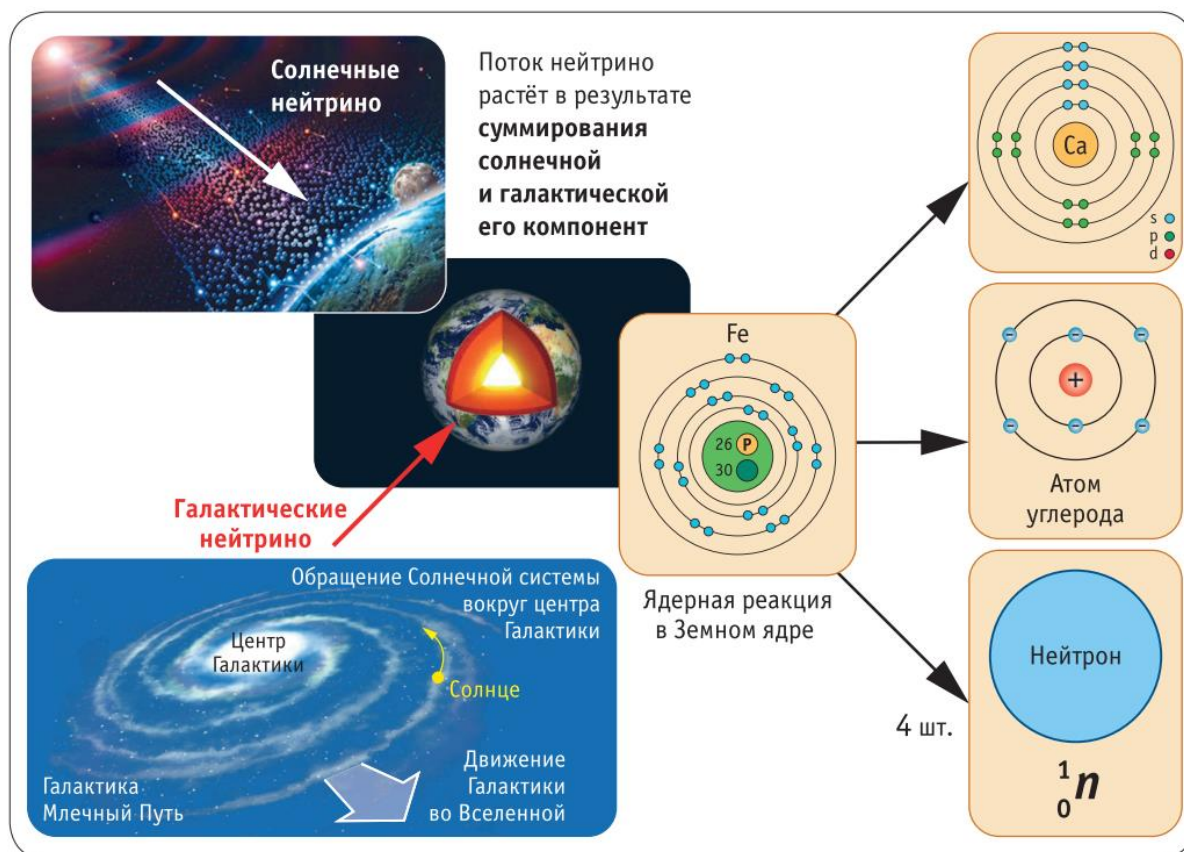 Солнечные
нейтрино
Поток нейтрино
растёт в результате
суммирования
солнечной
и галактической
его компонент
Ca
s
p
d
Fe
26 P
30
+
Атом
углерода
Галактические
нейтрино
Ядерная реакция
в Земном ядре
Обращение Солнечной системы
вокруг центра
Галактики
Центр
Галактики
Солнце
Галактика
Млечный Путь
Движение
Галактики
во Вселенной
4 шт.
Нейтрон
1
0 n